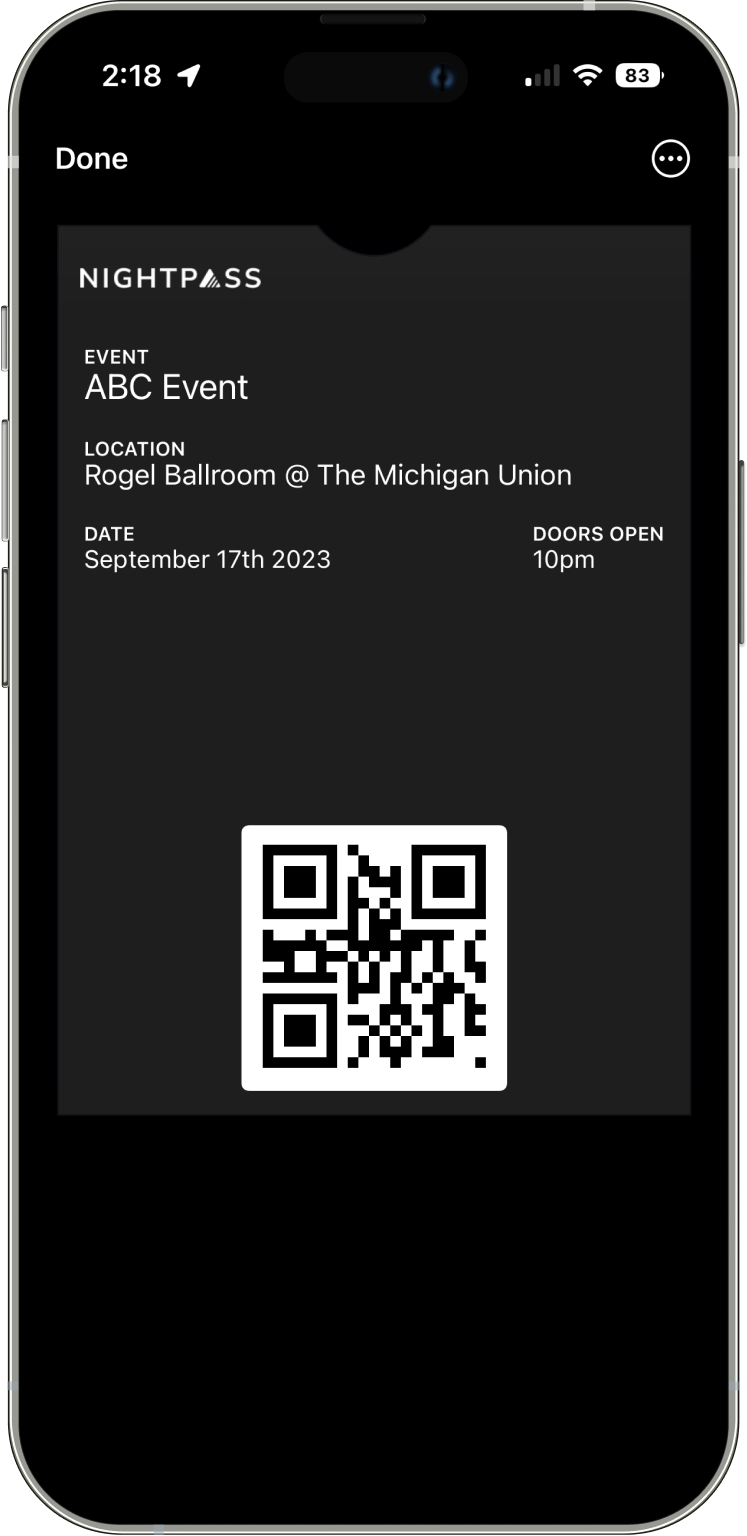 2:18
83
Done
NIGHTPASS
EVENT
ABC Event
LOCATION
Rogel Ballroom @ The Michigan Union
DATE
DOORS OPEN
September 17th 2023
10pm